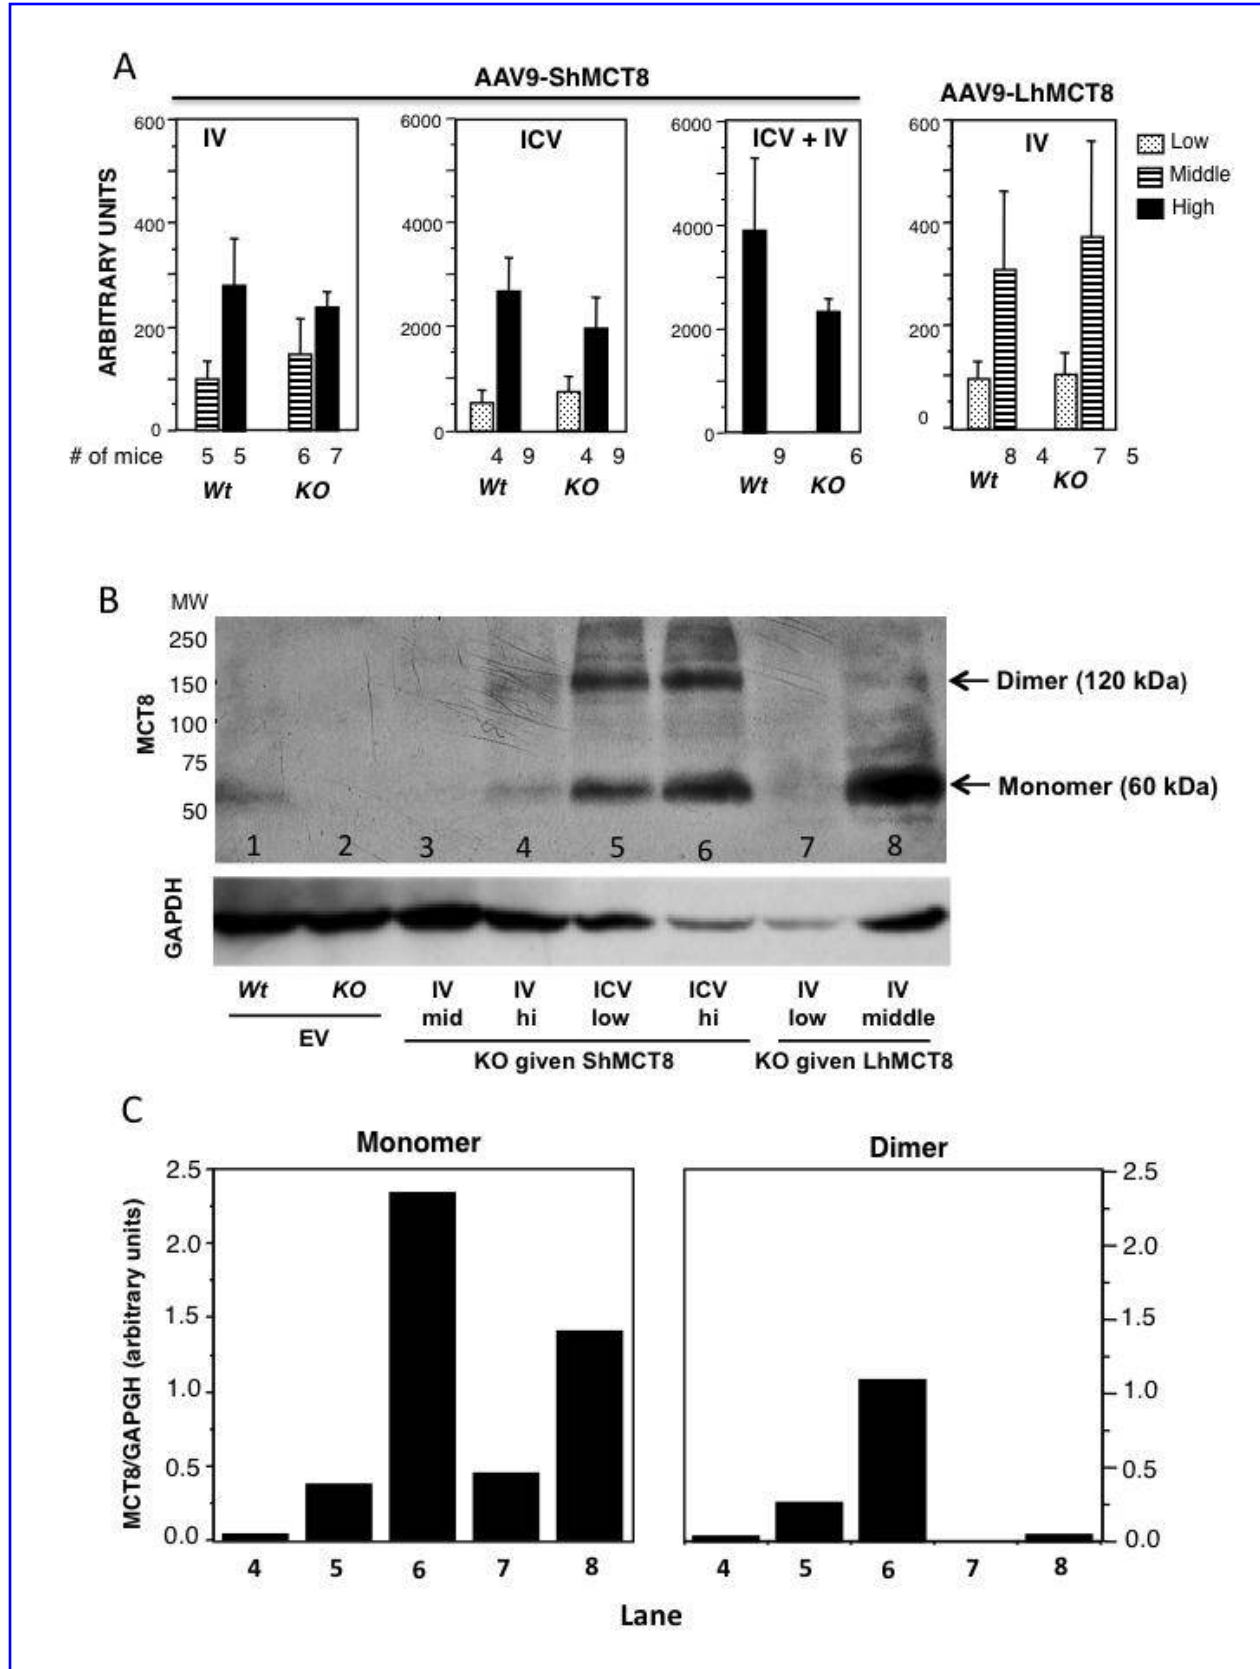 A
AAV9-ShMCT8
AAV9-LhMCT8
IV
ICV
ICV + IV
IV
Low
Middle
High
ARBITRARY UNITS
600
400
200
0
6000
4000
2000
0
6000
4000
2000
0
600
400
200
0
# of mice 5 5 6 7 4 9 4 9 9 6 8 4 7 5
Wt KO Wt KO Wt KO Wt KO
B
MW
250
150
100
75
50
MCT8
Dimer (120 kDa)
Monomer (60 kDa)
1 2 3 4 5 6 7 8
GAPDH
Wt KO IV IV ICV ICV IV IV
mid hi low hi low middle
EV
KO given ShMCT8 KO given LhMCT8
C
Monomer Dimer
MCT8/GAPGH (arbitrary units)
2.5 2.5
2.0 2.0
1.5 1.5
1.0 1.0
0.5 0.5
0.0 0.0
4 5 6 7 8 4 5 6 7 8
Lane